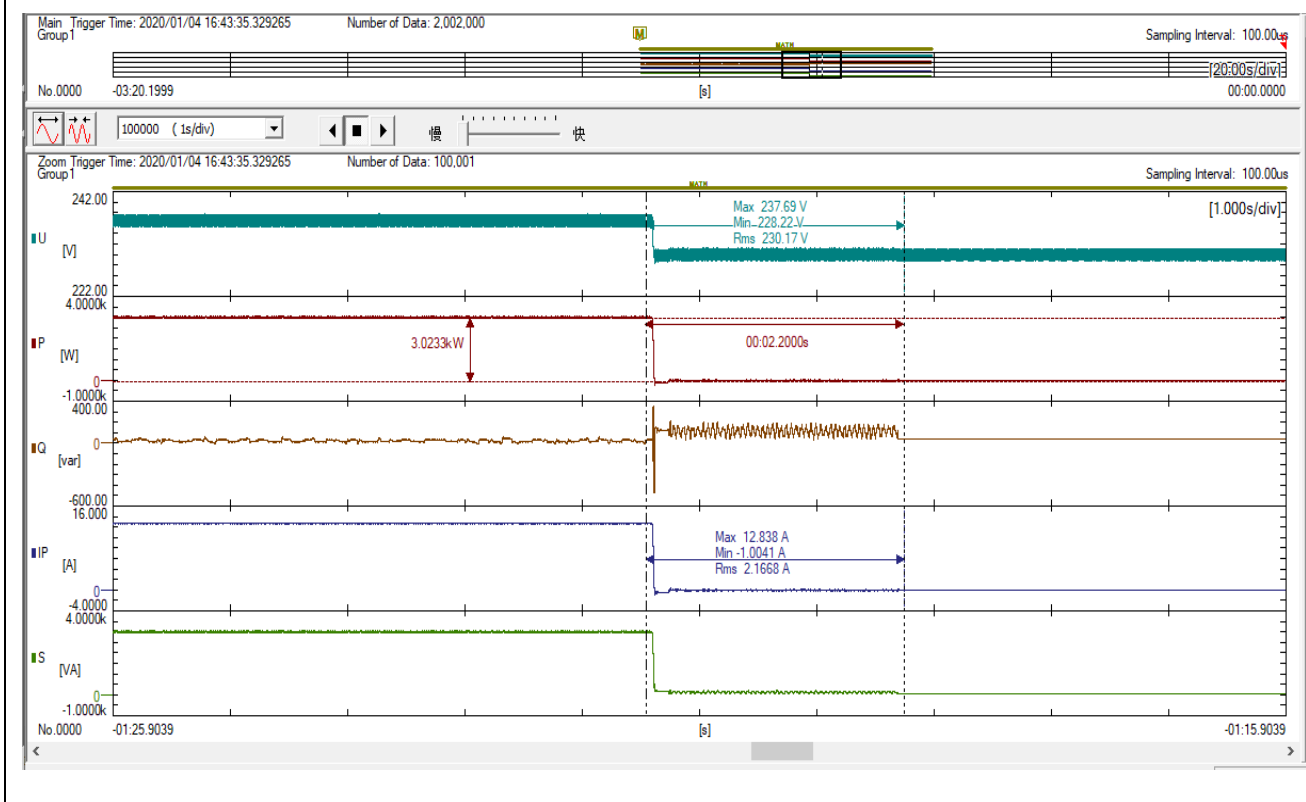 Main Trigger Time: 2020/01/04 16:43:35.329265 Number of Data: 2,002,000
Group1 M Sampling Interval: 100.00us
MATH
[20.00s/div]
No.0000 -03:20.1999 [s] 00:00.0000
100000 ( 1s/div) 慢 快
Zoom Trigger Time: 2020/01/04 16:43:35.329265 Number of Data: 100,001
Group1 Sampling Interval: 100.00us
MATH
242.00 Max 237.69 V [1.000s/div]
Min 228.22 V
U Rms 230.17 V
[V]
222.00
4.0000k
P 3.0233kW 00:02.2000s
[W]
0
-1.0000k
400.00
Q 0
[var]
-600.00
16.000
Max 12.838 A
IP Min -1.0041 A
[A] Rms 2.1668 A
0
-4.0000
4.0000k
S
[VA]
0
-1.0000k
No.0000 -01:25.9039 [s] -01:15.9039